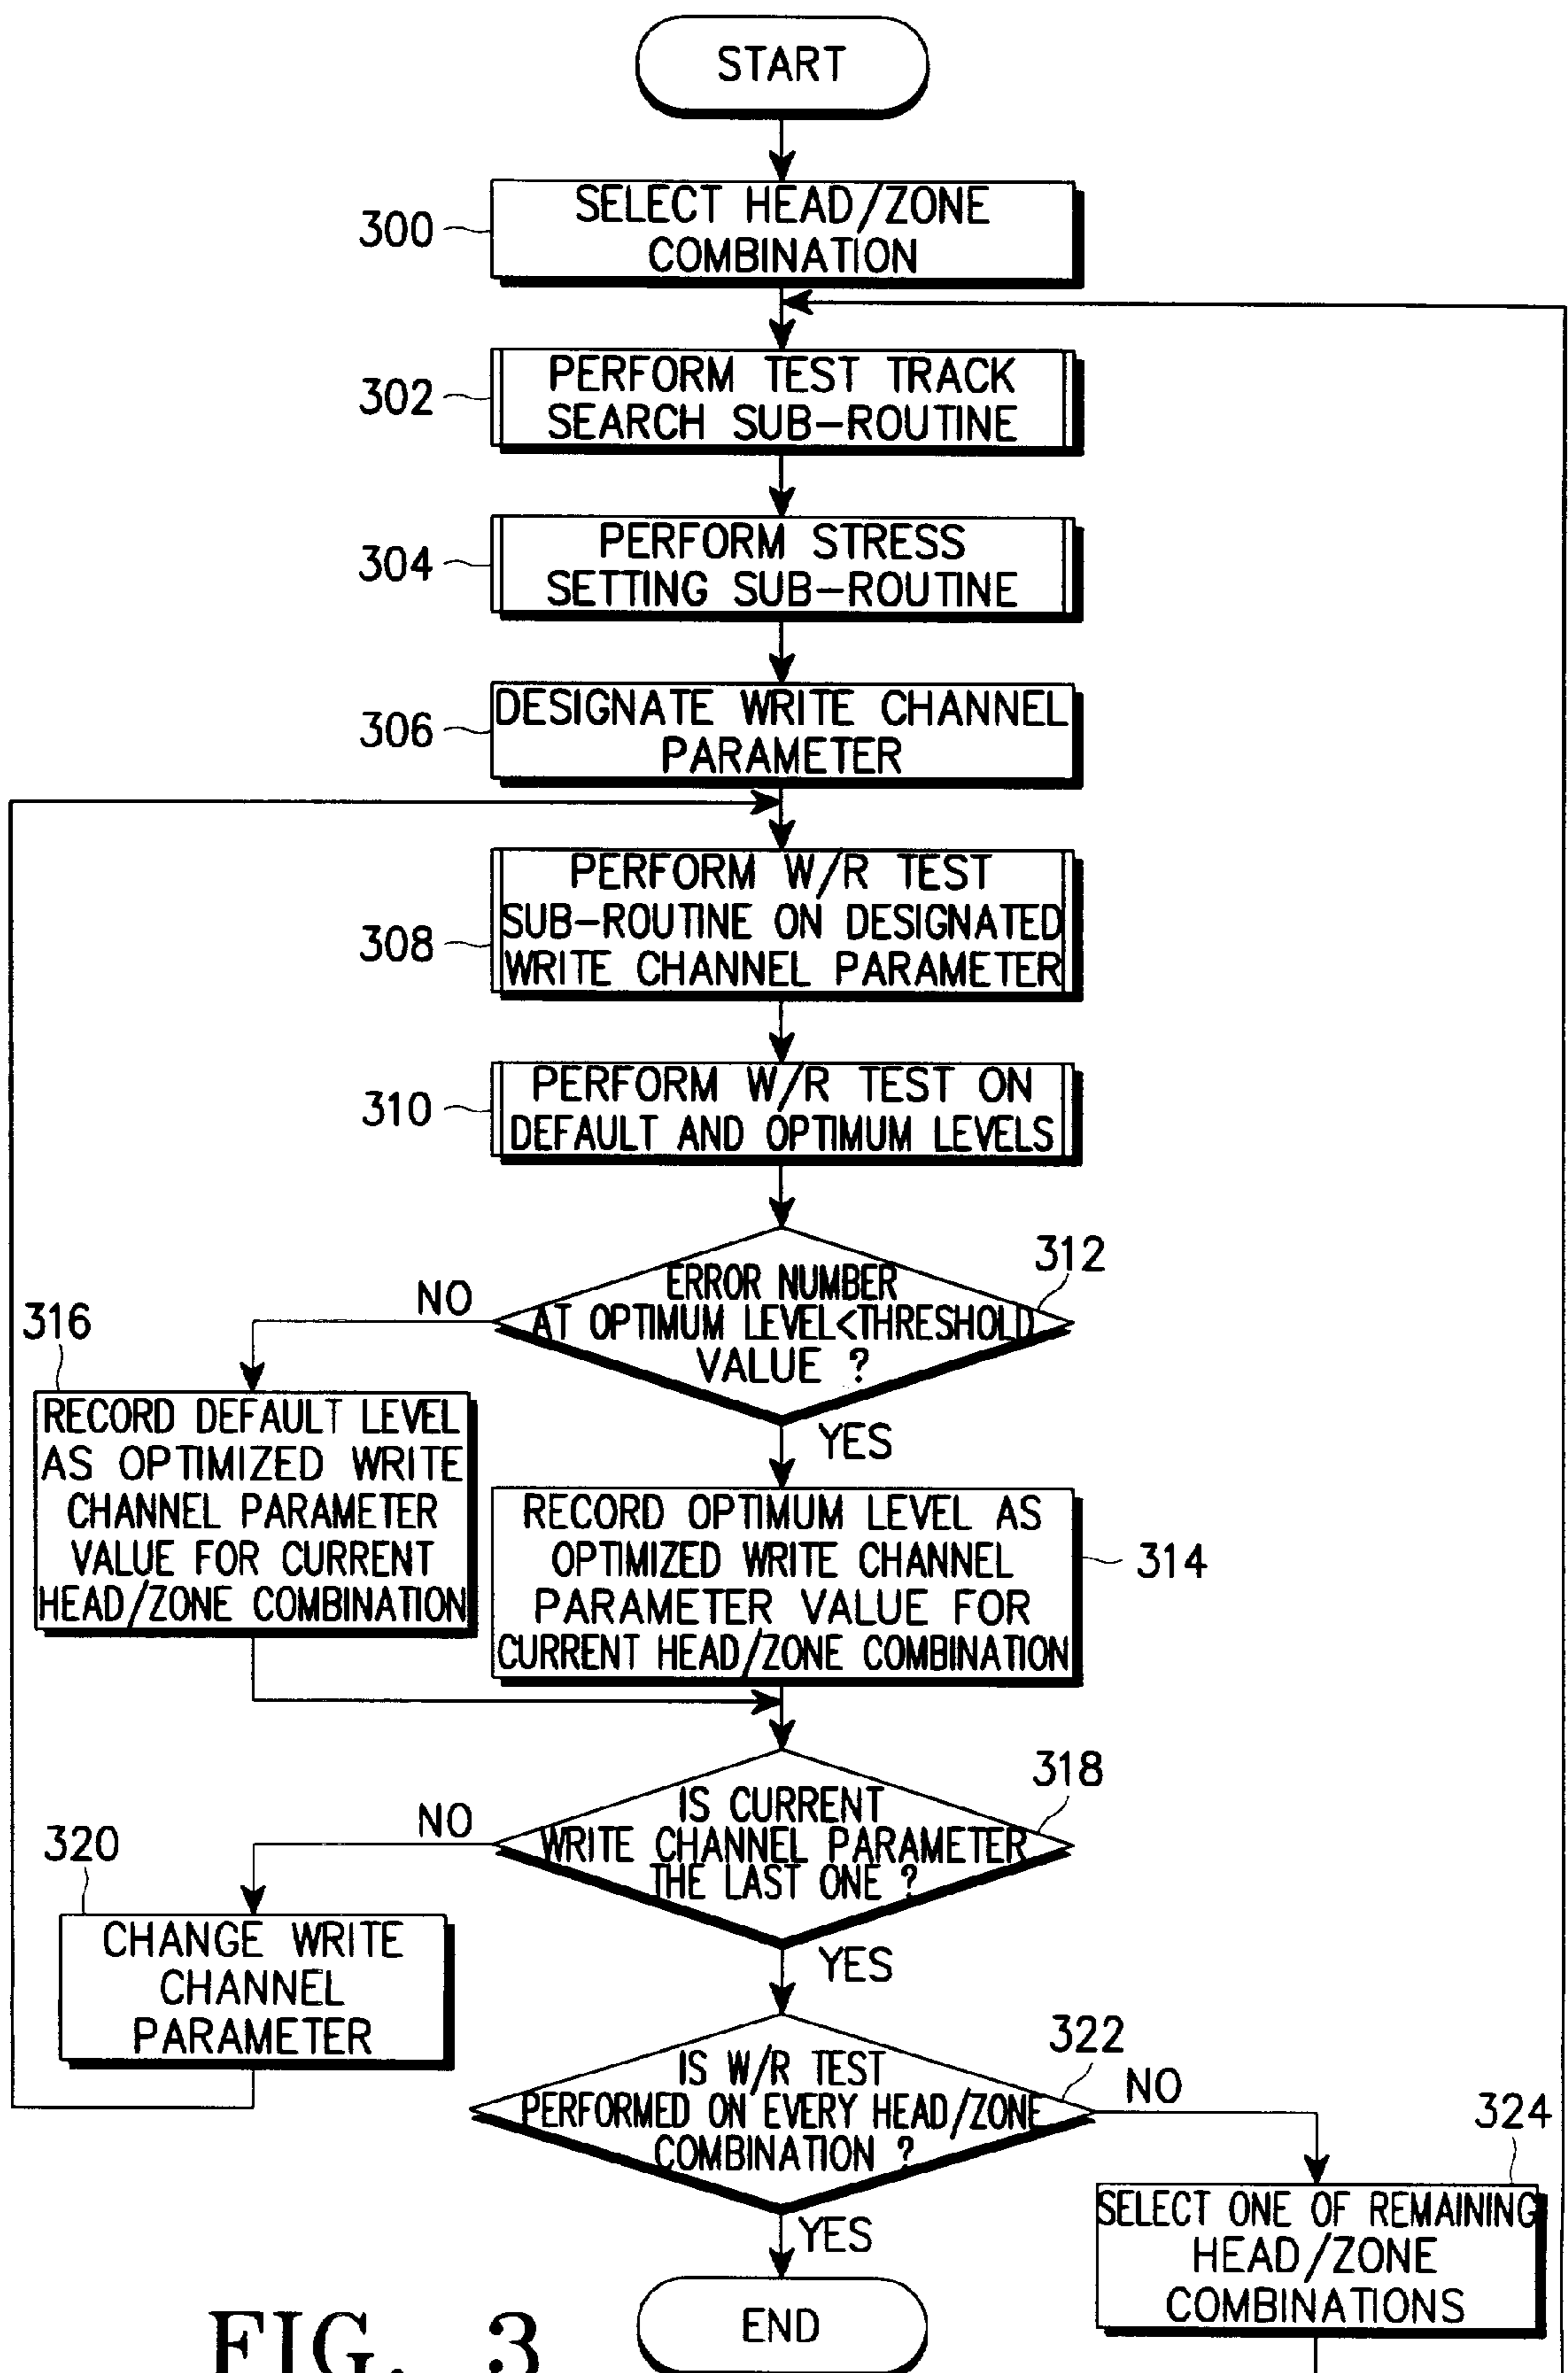 START
300
SELECT HEAD/ZONE
COMBINATION
302
PERFORM TEST TRACK
SEARCH SUB-ROUTINE
304
PERFORM STRESS
SETTING SUB-ROUTINE
306
DESIGNATE WRITE CHANNEL
PARAMETER
308
PERFORM W/R TEST
SUB-ROUTINE ON DESIGNATED
WRITE CHANNEL PARAMETER
310
PERFORM W/R TEST ON
DEFAULT AND OPTIMUM LEVELS
312
ERROR NUMBER
AT OPTIMUM LEVEL<THRESHOLD
VALUE ?
NO
YES
316
RECORD DEFAULT LEVEL
AS OPTIMIZED WRITE
CHANNEL PARAMETER
VALUE FOR CURRENT
HEAD/ZONE COMBINATION
RECORD OPTIMUM LEVEL AS
OPTIMIZED WRITE CHANNEL
PARAMETER VALUE FOR
CURRENT HEAD/ZONE COMBINATION
314
318
IS CURRENT
WRITE CHANNEL PARAMETER
THE LAST ONE ?
NO
YES
320
CHANGE WRITE
CHANNEL
PARAMETER
322
IS W/R TEST
PERFORMED ON EVERY HEAD/ZONE
COMBINATION ?
NO
YES
324
SELECT ONE OF REMAINING
HEAD/ZONE
COMBINATIONS
END
FIG. 3